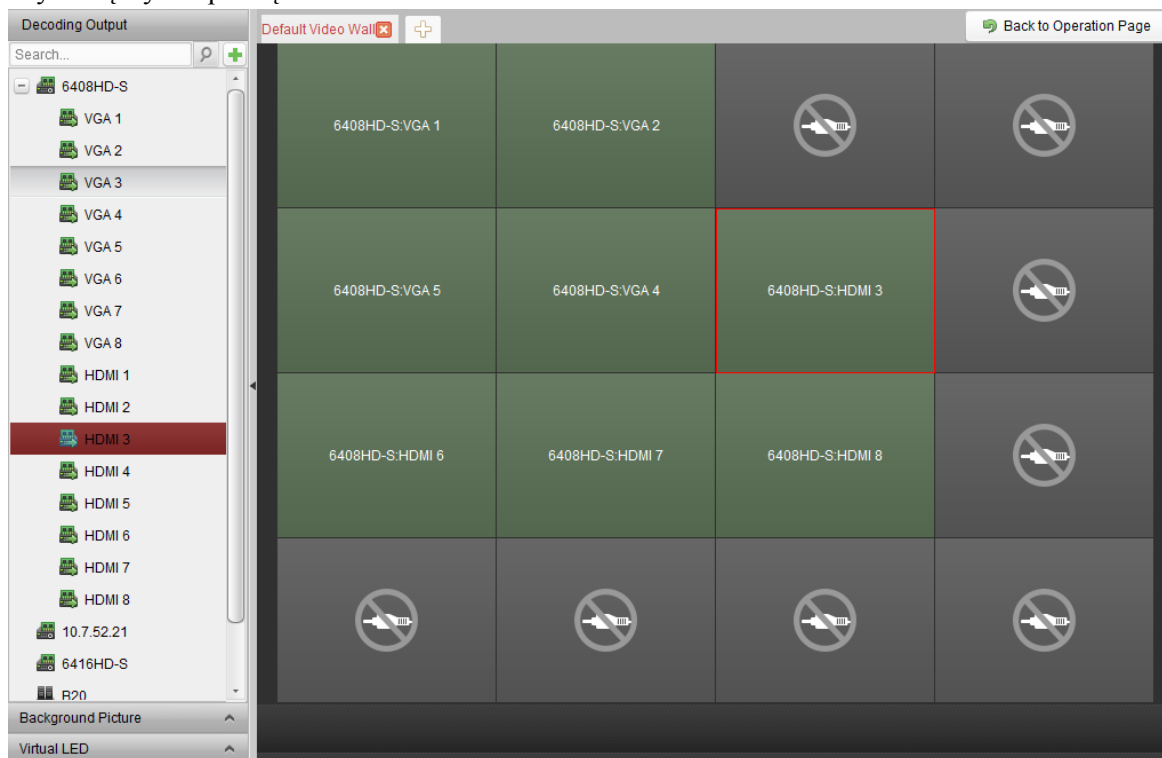 Decoding Output
Default Video Wall
Back to Operation Page
Search...
6408HD-S
VGA 1
VGA 2
VGA 3
VGA 4
VGA 5
VGA 6
VGA 7
VGA 8
HDMI 1
HDMI 2
HDMI 3
HDMI 4
HDMI 5
HDMI 6
HDMI 7
HDMI 8
10.7.52.21
6416HD-S
B20
Background Picture
Virtual LED
6408HD-S:VGA 1
6408HD-S:VGA 2
6408HD-S:VGA 5
6408HD-S:VGA 4
6408HD-S:HDMI 3
6408HD-S:HDMI 6
6408HD-S:HDMI 7
6408HD-S:HDMI 8